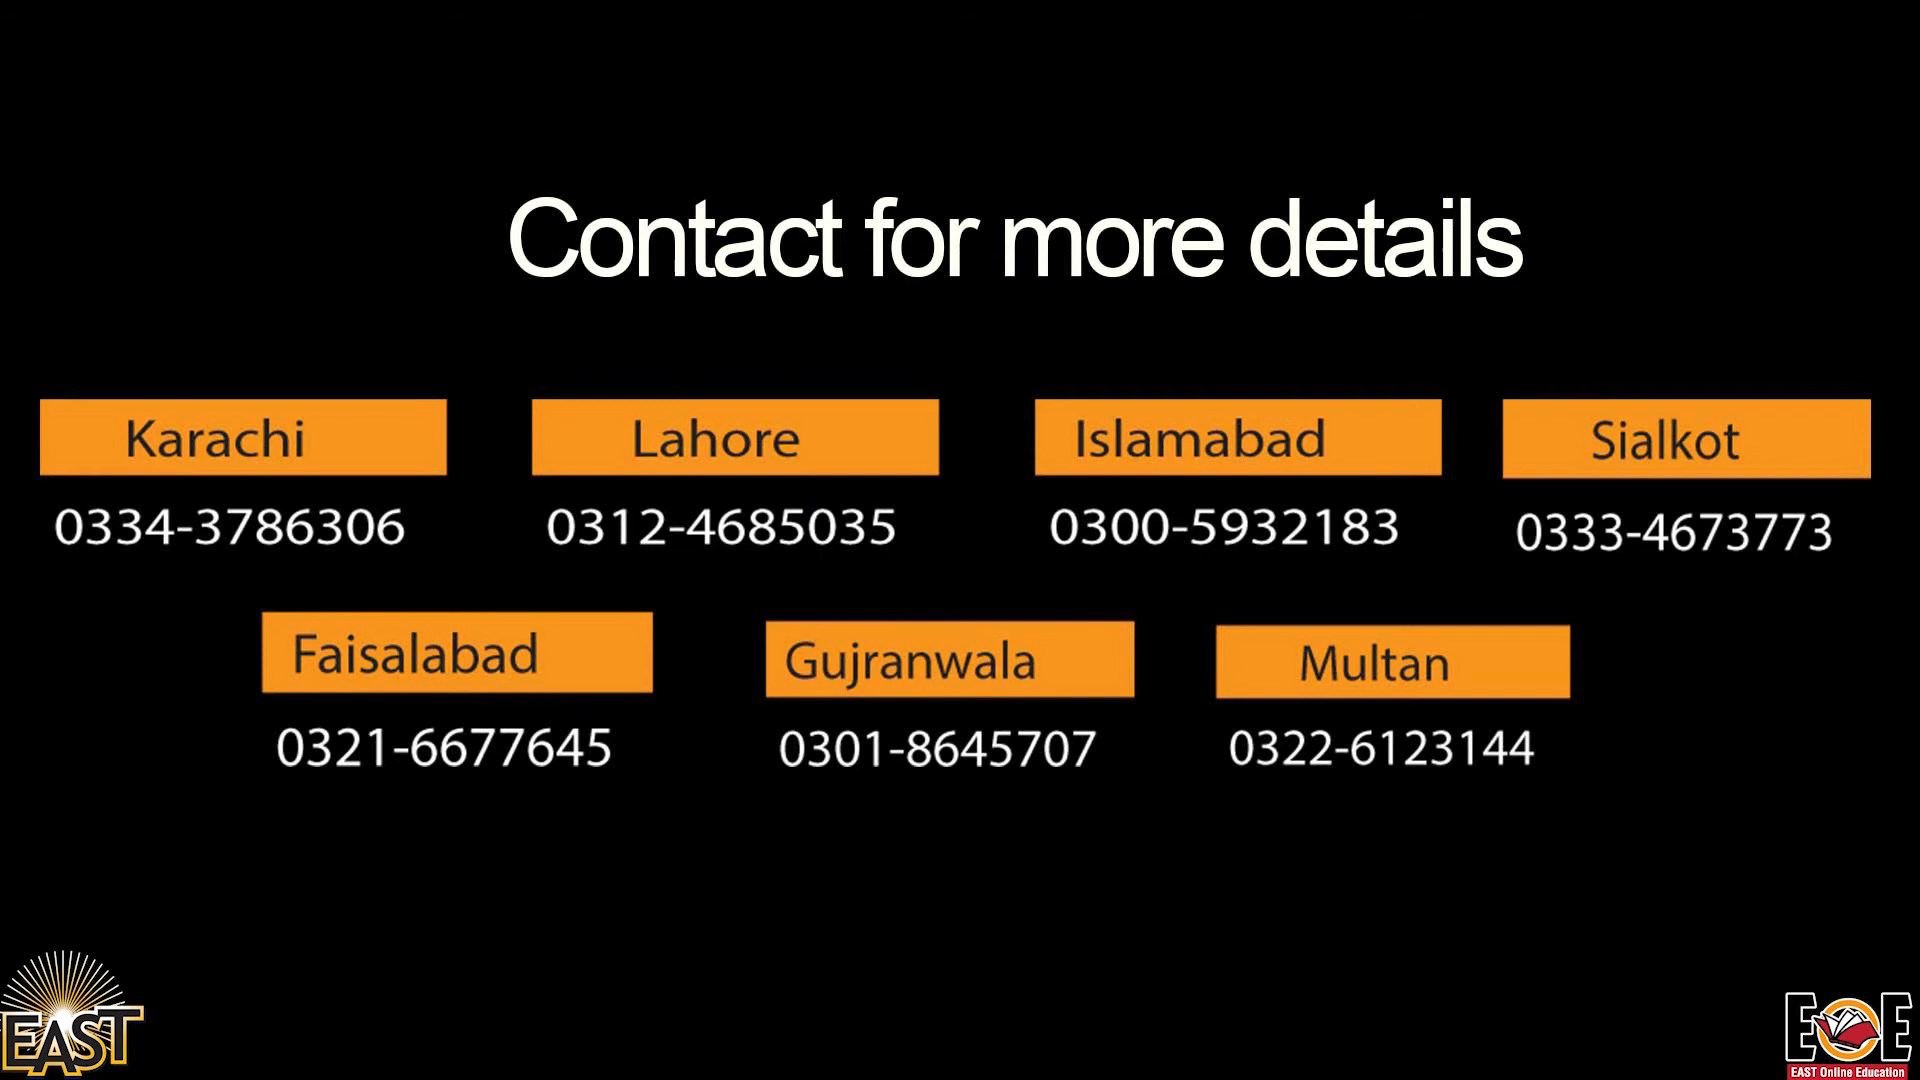 Contact for more details
Karachi
Lahore
Islamabad
Sialkot
0334-3786306
0312-4685035
0300-5932183
0333-4673773
Faisalabad
Gujranwala
Multan
0321-6677645
0301-8645707
0322-6123144
EAST
EOE
EAST Online Education